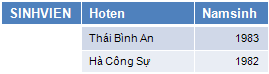 SINHVIEN Hoten Namsinh
Thái Bình An 1983
Hà Công Sự 1982